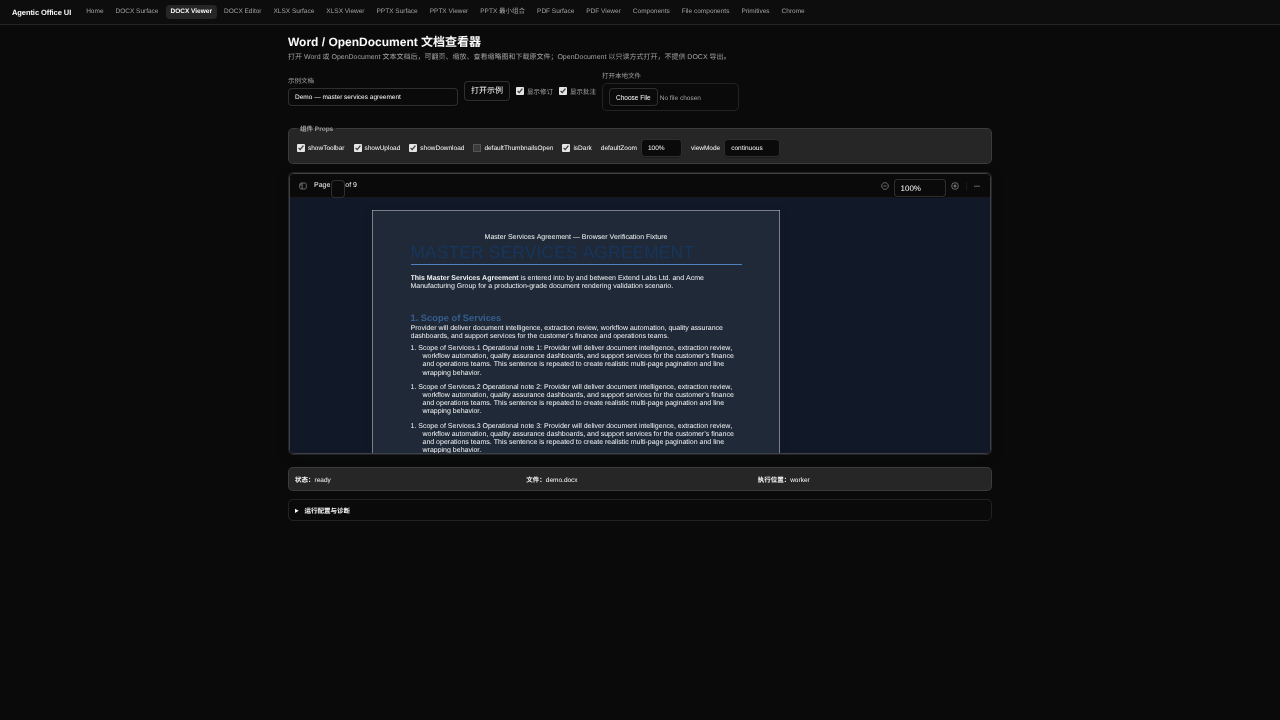 Agentic Office UI Home DOCX Surface DOCX Viewer DOCX Editor XLSX Surface XLSX Viewer PPTX Surface PPTX Viewer PPTX 最小组合 PDF Surface PDF Viewer Components File components Primitives Chrome
Word / OpenDocument 文档查看器
打开 Word 或 OpenDocument 文本文档后，可翻页、缩放、查看缩略图和下载原文件；OpenDocument 以只读方式打开，不提供 DOCX 导出。
示例文档
Demo — master services agreement
打开示例
显示修订
显示批注
打开本地文件
Choose File No file chosen
组件 Props
showToolbar showUpload showDownload defaultThumbnailsOpen isDark defaultZoom 100% viewMode continuous
Page of 9 100%
Master Services Agreement — Browser Verification Fixture
MASTER SERVICES AGREEMENT
This Master Services Agreement is entered into by and between Extend Labs Ltd. and Acme
Manufacturing Group for a production-grade document rendering validation scenario.
1. Scope of Services
Provider will deliver document intelligence, extraction review, workflow automation, quality assurance
dashboards, and support services for the customer's finance and operations teams.
1. Scope of Services.1 Operational note 1: Provider will deliver document intelligence, extraction review,
workflow automation, quality assurance dashboards, and support services for the customer's finance
and operations teams. This sentence is repeated to create realistic multi-page pagination and line
wrapping behavior.
1. Scope of Services.2 Operational note 2: Provider will deliver document intelligence, extraction review,
workflow automation, quality assurance dashboards, and support services for the customer's finance
and operations teams. This sentence is repeated to create realistic multi-page pagination and line
wrapping behavior.
1. Scope of Services.3 Operational note 3: Provider will deliver document intelligence, extraction review,
workflow automation, quality assurance dashboards, and support services for the customer's finance
and operations teams. This sentence is repeated to create realistic multi-page pagination and line
wrapping behavior.
状态：ready 文件：demo.docx 执行位置：worker
运行配置与诊断